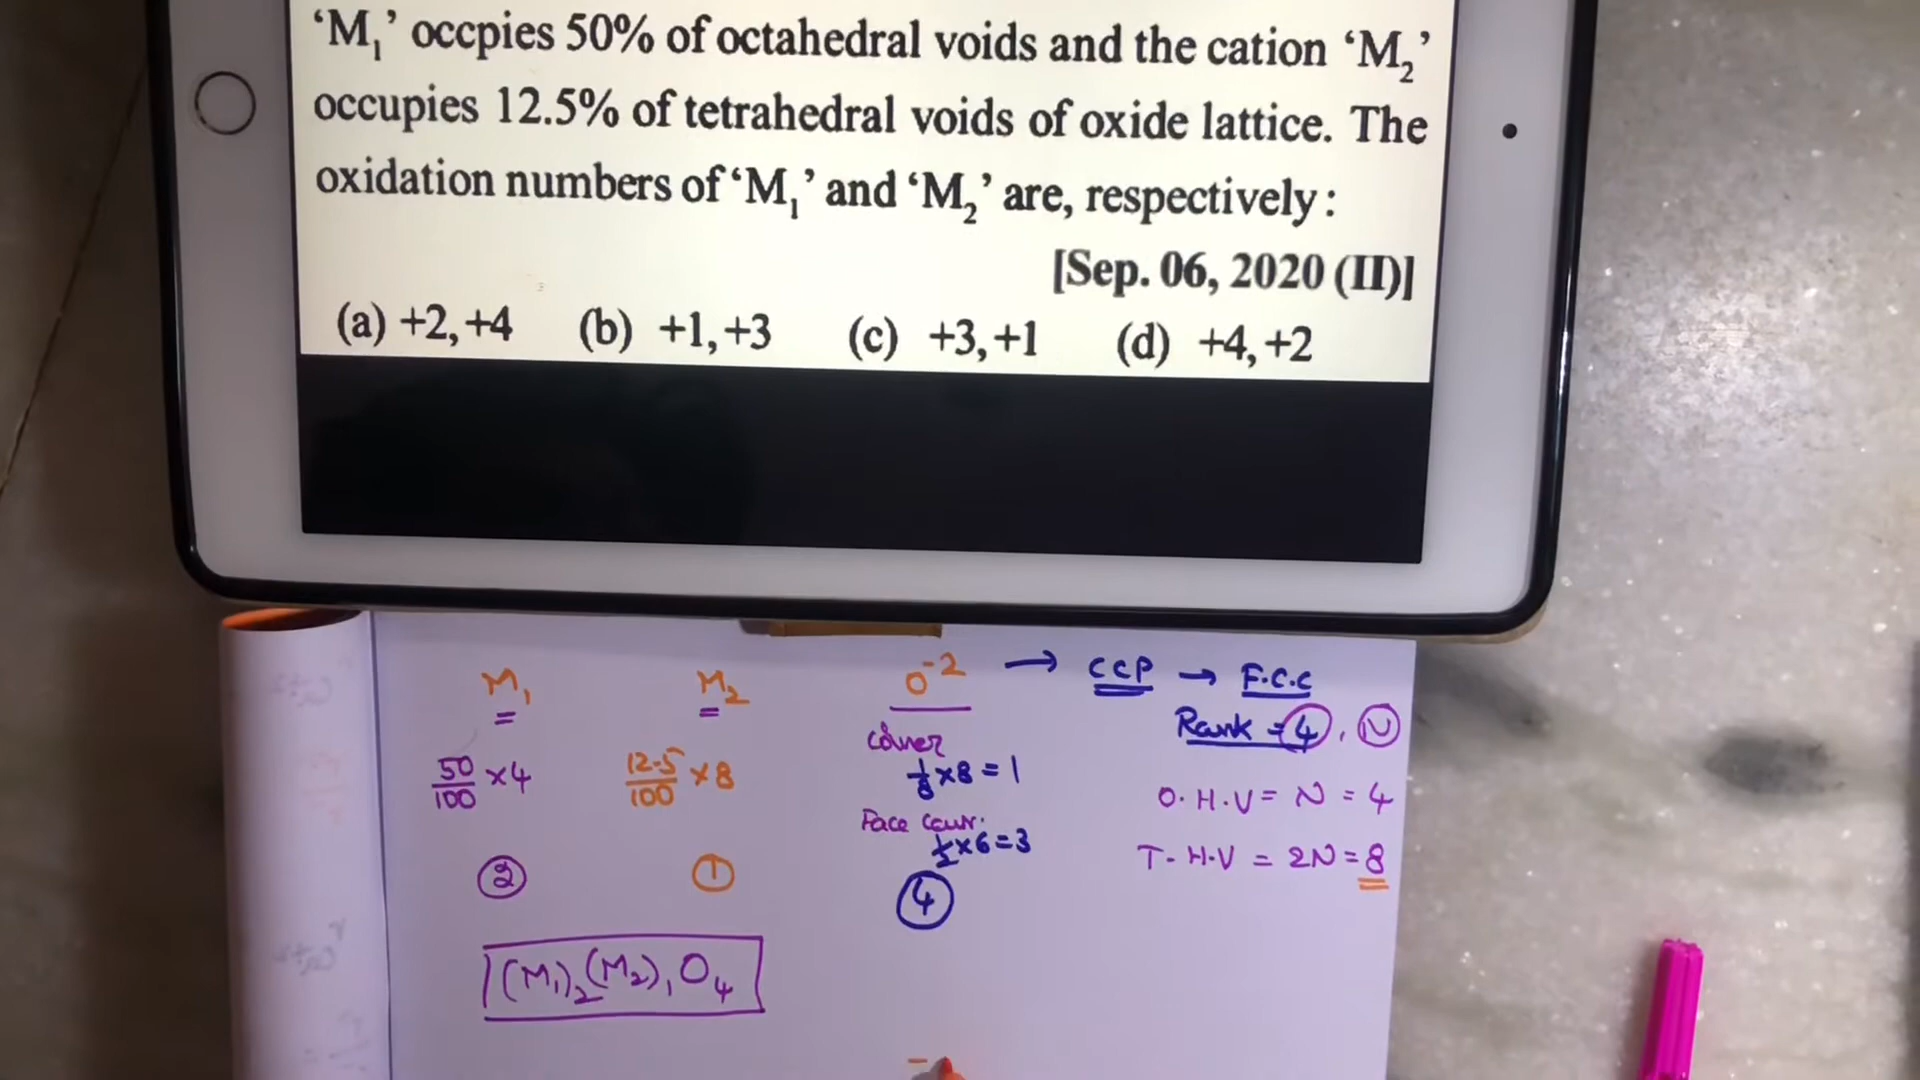 ‘M₁’ occpies 50% of octahedral voids and the cation ‘M₂’
occupies 12.5% of tetrahedral voids of oxide lattice. The
oxidation numbers of ‘M₁’ and ‘M₂’ are, respectively:
[Sep. 06, 2020 (II)]
(a) +2, +4 (b) +1, +3 (c) +3, +1 (d) +4, +2
M₁ M₂ O⁻² → CCP → F.C.C
Rank = 4, N
Corner
50/100 × 4 12.5/100 × 8 1/8 × 8 = 1 O.H.V = N = 4
Face
1/2 × 6 = 3 T.H.V = 2N = 8
2 1 4
(M₁)₂(M₂)₁O₄